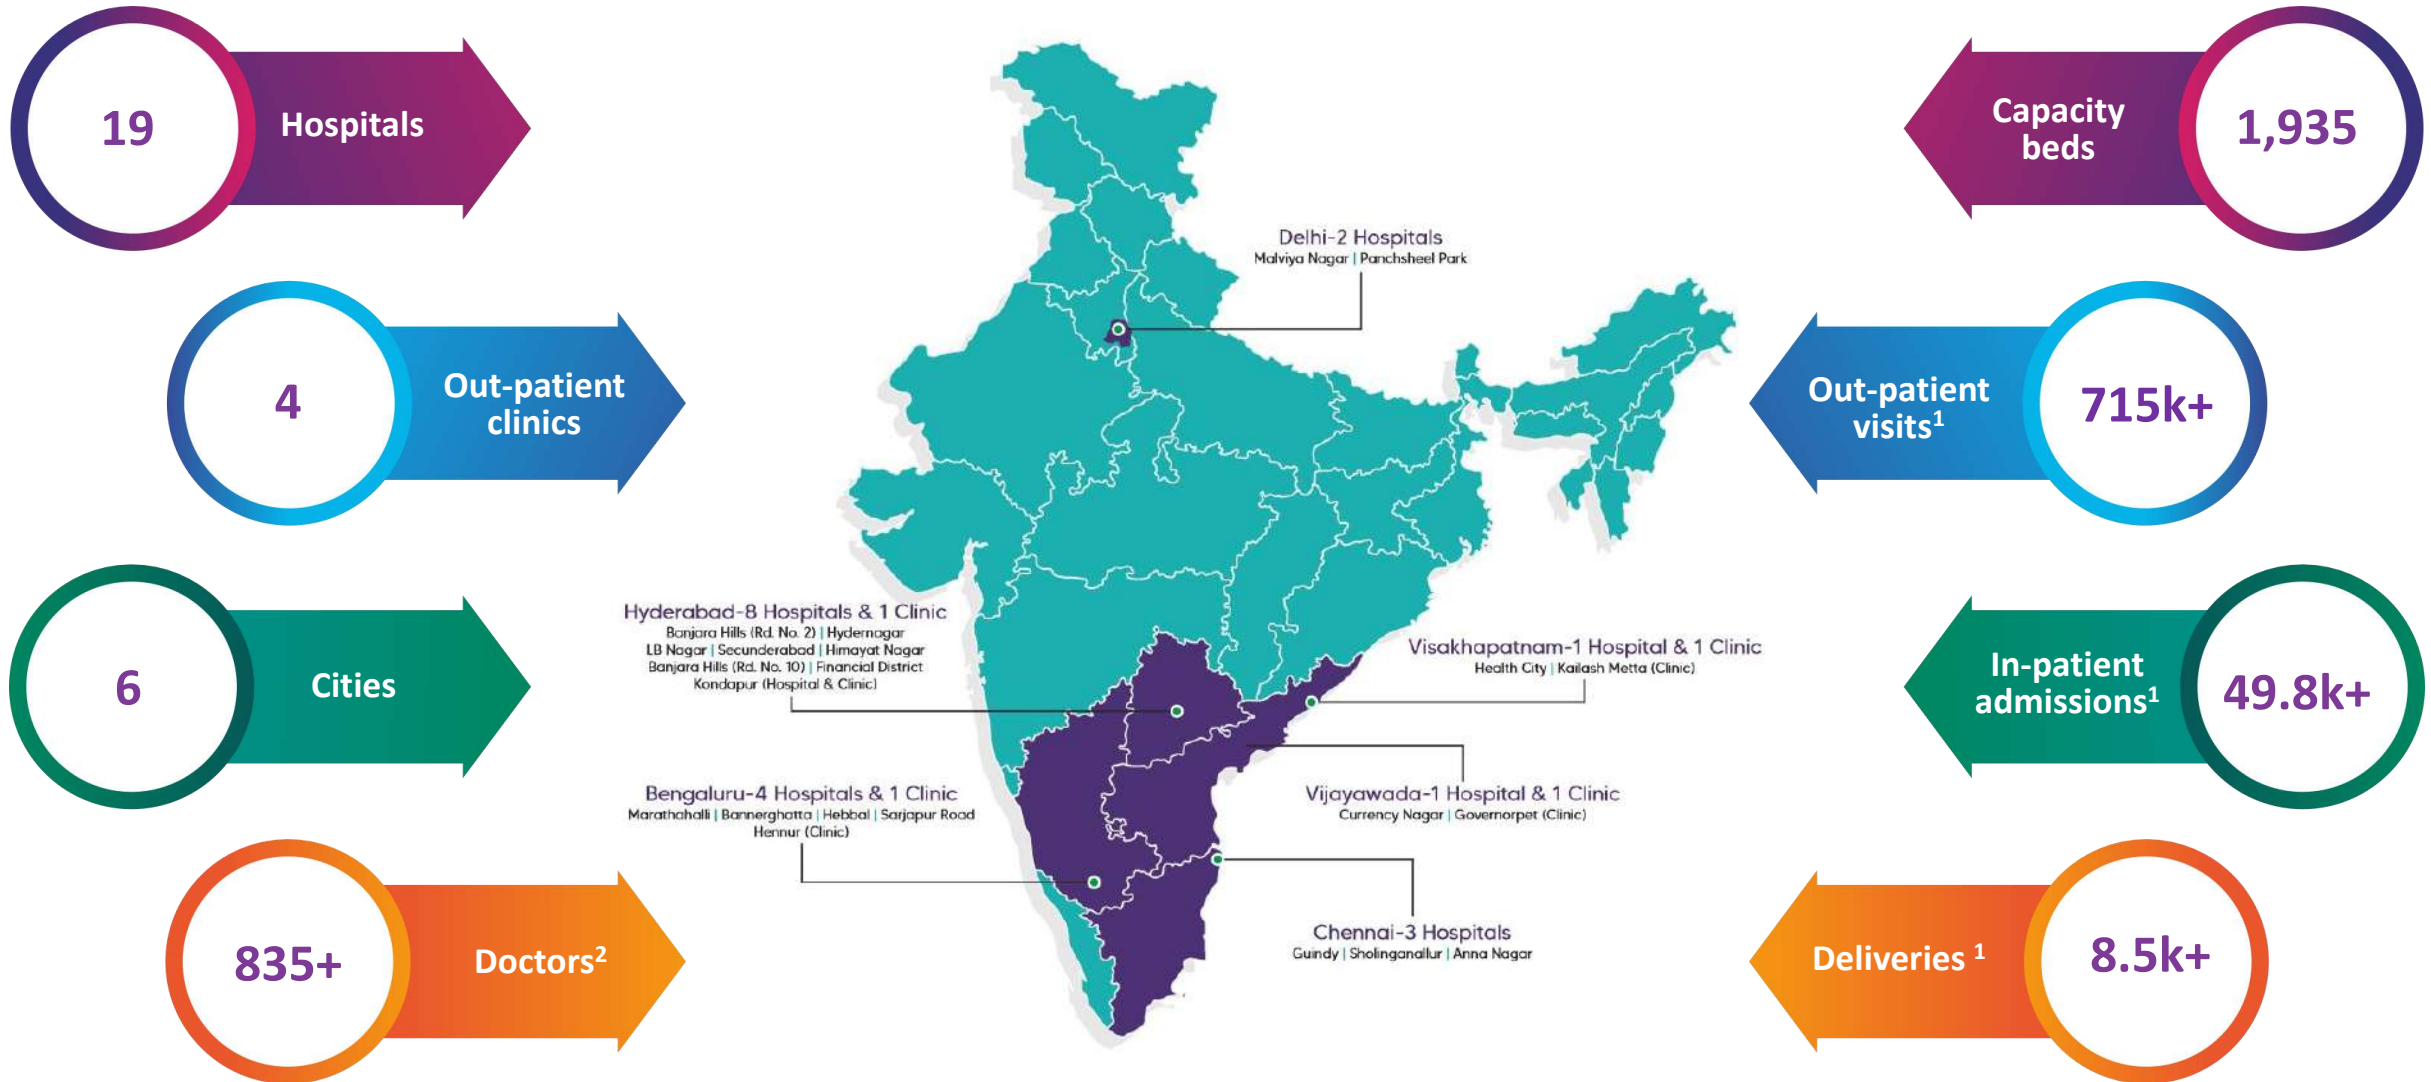 19
Hospitals
4
Out-patient
clinics
6
Cities
835+
Doctors²
Delhi-2 Hospitals
Malviya Nagar | Panchsheel Park
Hyderabad-8 Hospitals & 1 Clinic
Banjara Hills (Rd. No. 2) | Hydernagar
LB Nagar | Secunderabad | Himayat Nagar
Banjara Hills (Rd. No. 10) | Financial District
Kondapur (Hospital & Clinic)
Visakhapatnam-1 Hospital & 1 Clinic
Health City | Kailash Metta (Clinic)
Bengaluru-4 Hospitals & 1 Clinic
Marathahalli | Bannerghatta | Hebbal | Sarjapur Road
Hennur (Clinic)
Vijayawada-1 Hospital & 1 Clinic
Currency Nagar | Governorpet (Clinic)
Chennai-3 Hospitals
Guindy | Sholinganallur | Anna Nagar
Capacity
beds
1,935
Out-patient
visits¹
715k+
In-patient
admissions¹
49.8k+
Deliveries ¹
8.5k+